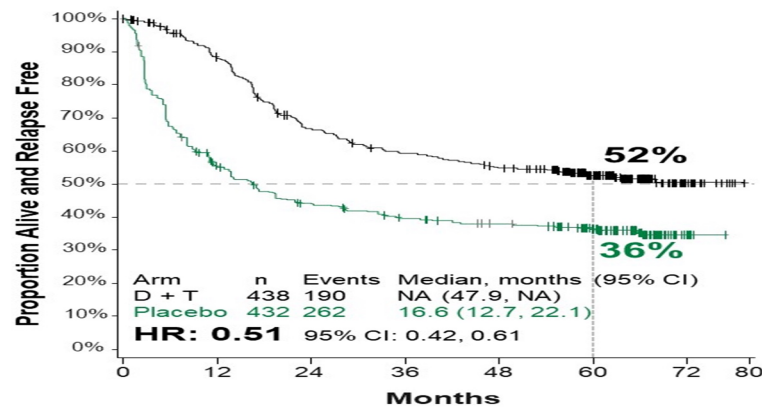 Proportion Alive and Relapse Free
100%
90%
80%
70%
60%
50%
40%
30%
20%
10%
0%
52%
36%
Arm n Events Median, months (95% CI)
D + T 438 190 NA (47.9, NA)
Placebo 432 262 16.6 (12.7, 22.1)
HR: 0.51 95% CI: 0.42, 0.61
0 12 24 36 48 60 72 80
Months